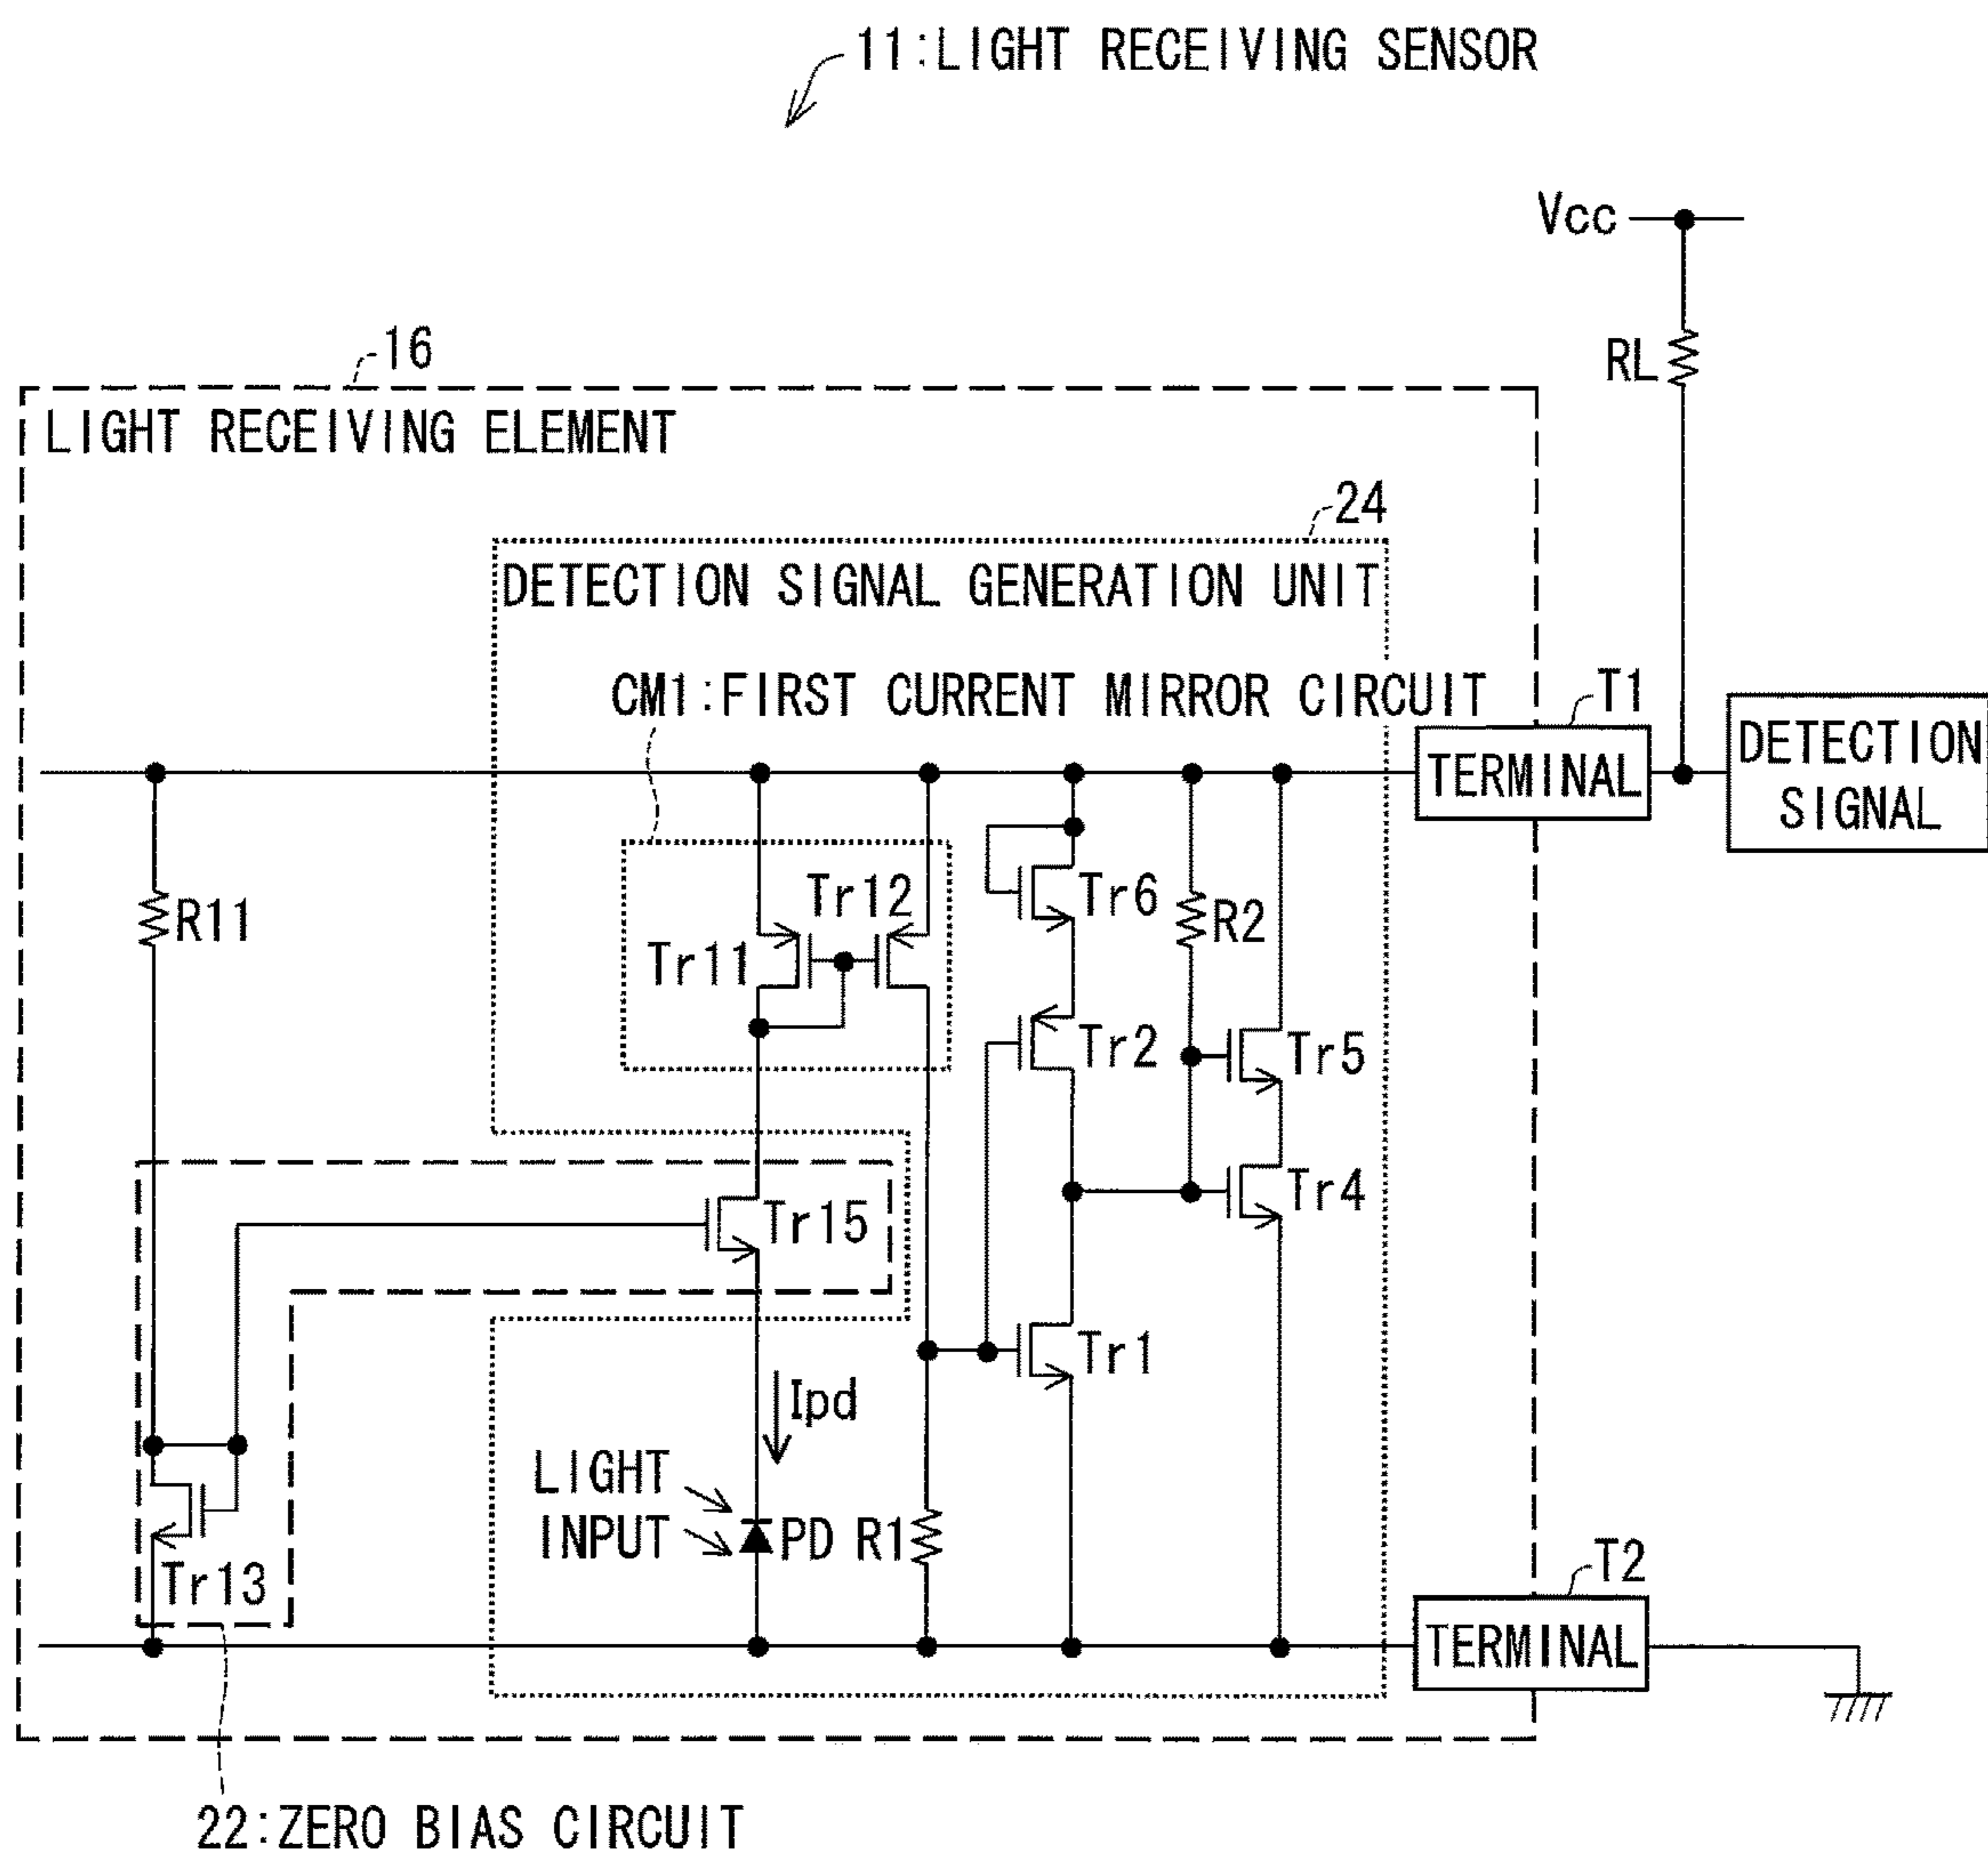 11:LIGHT RECEIVING SENSOR
Vcc
RL
16
LIGHT RECEIVING ELEMENT
24
DETECTION SIGNAL GENERATION UNIT
CM1:FIRST CURRENT MIRROR CIRCUIT
T1
TERMINAL
DETECTION
SIGNAL
R11
Tr12
Tr11
Tr6
R2
Tr2
Tr5
Tr4
Tr15
Tr1
Ipd
LIGHT
INPUT
PD
R1
Tr13
T2
TERMINAL
22:ZERO BIAS CIRCUIT